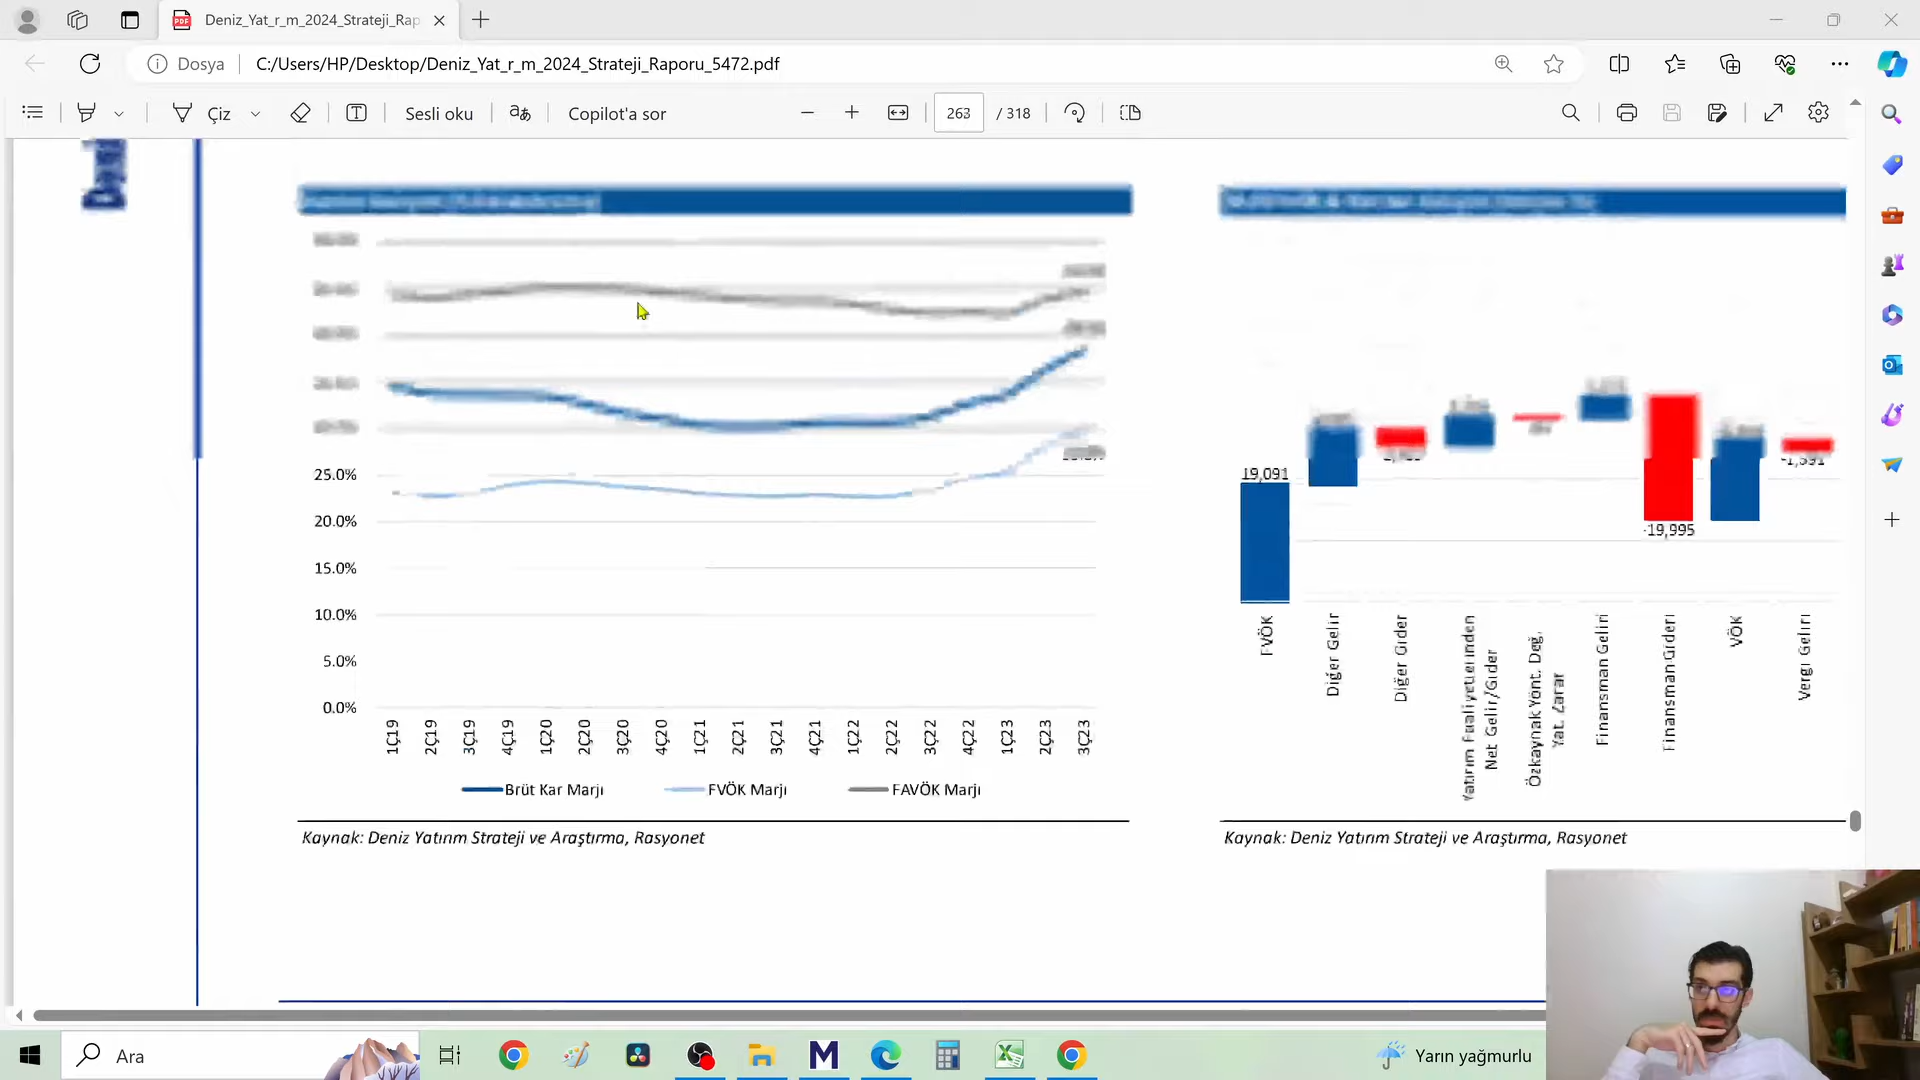 Deniz_Yat_r_m_2024_Strateji_Rap
Dosya
C:/Users/HP/Desktop/Deniz_Yat_r_m_2024_Strateji_Raporu_5472.pdf
Çiz
Sesli oku
aあ
Copilot'a sor
263 / 318
25.0%
20.0%
15.0%
10.0%
5.0%
0.0%
1Ç19
2Ç19
3Ç19
4Ç19
1Ç20
2Ç20
3Ç20
4Ç20
1Ç21
2Ç21
3Ç21
4Ç21
1Ç22
2Ç22
3Ç22
4Ç22
1Ç23
2Ç23
3Ç23
Brüt Kar Marjı
FVÖK Marjı
FAVÖK Marjı
Kaynak: Deniz Yatırım Strateji ve Araştırma, Rasyonet
19,091
-19,995
-1,591
FVÖK
Diğer Gelir
Diğer Gider
Yatırım Faaliyetlerinden
Net Gelir/Gider
Özkaynak Yönt. Değ.
Yat. Zarar
Finansman Geliri
Finansman Gideri
VÖK
Vergi Geliri
Kaynak: Deniz Yatırım Strateji ve Araştırma, Rasyonet
Ara
Yarın yağmurlu